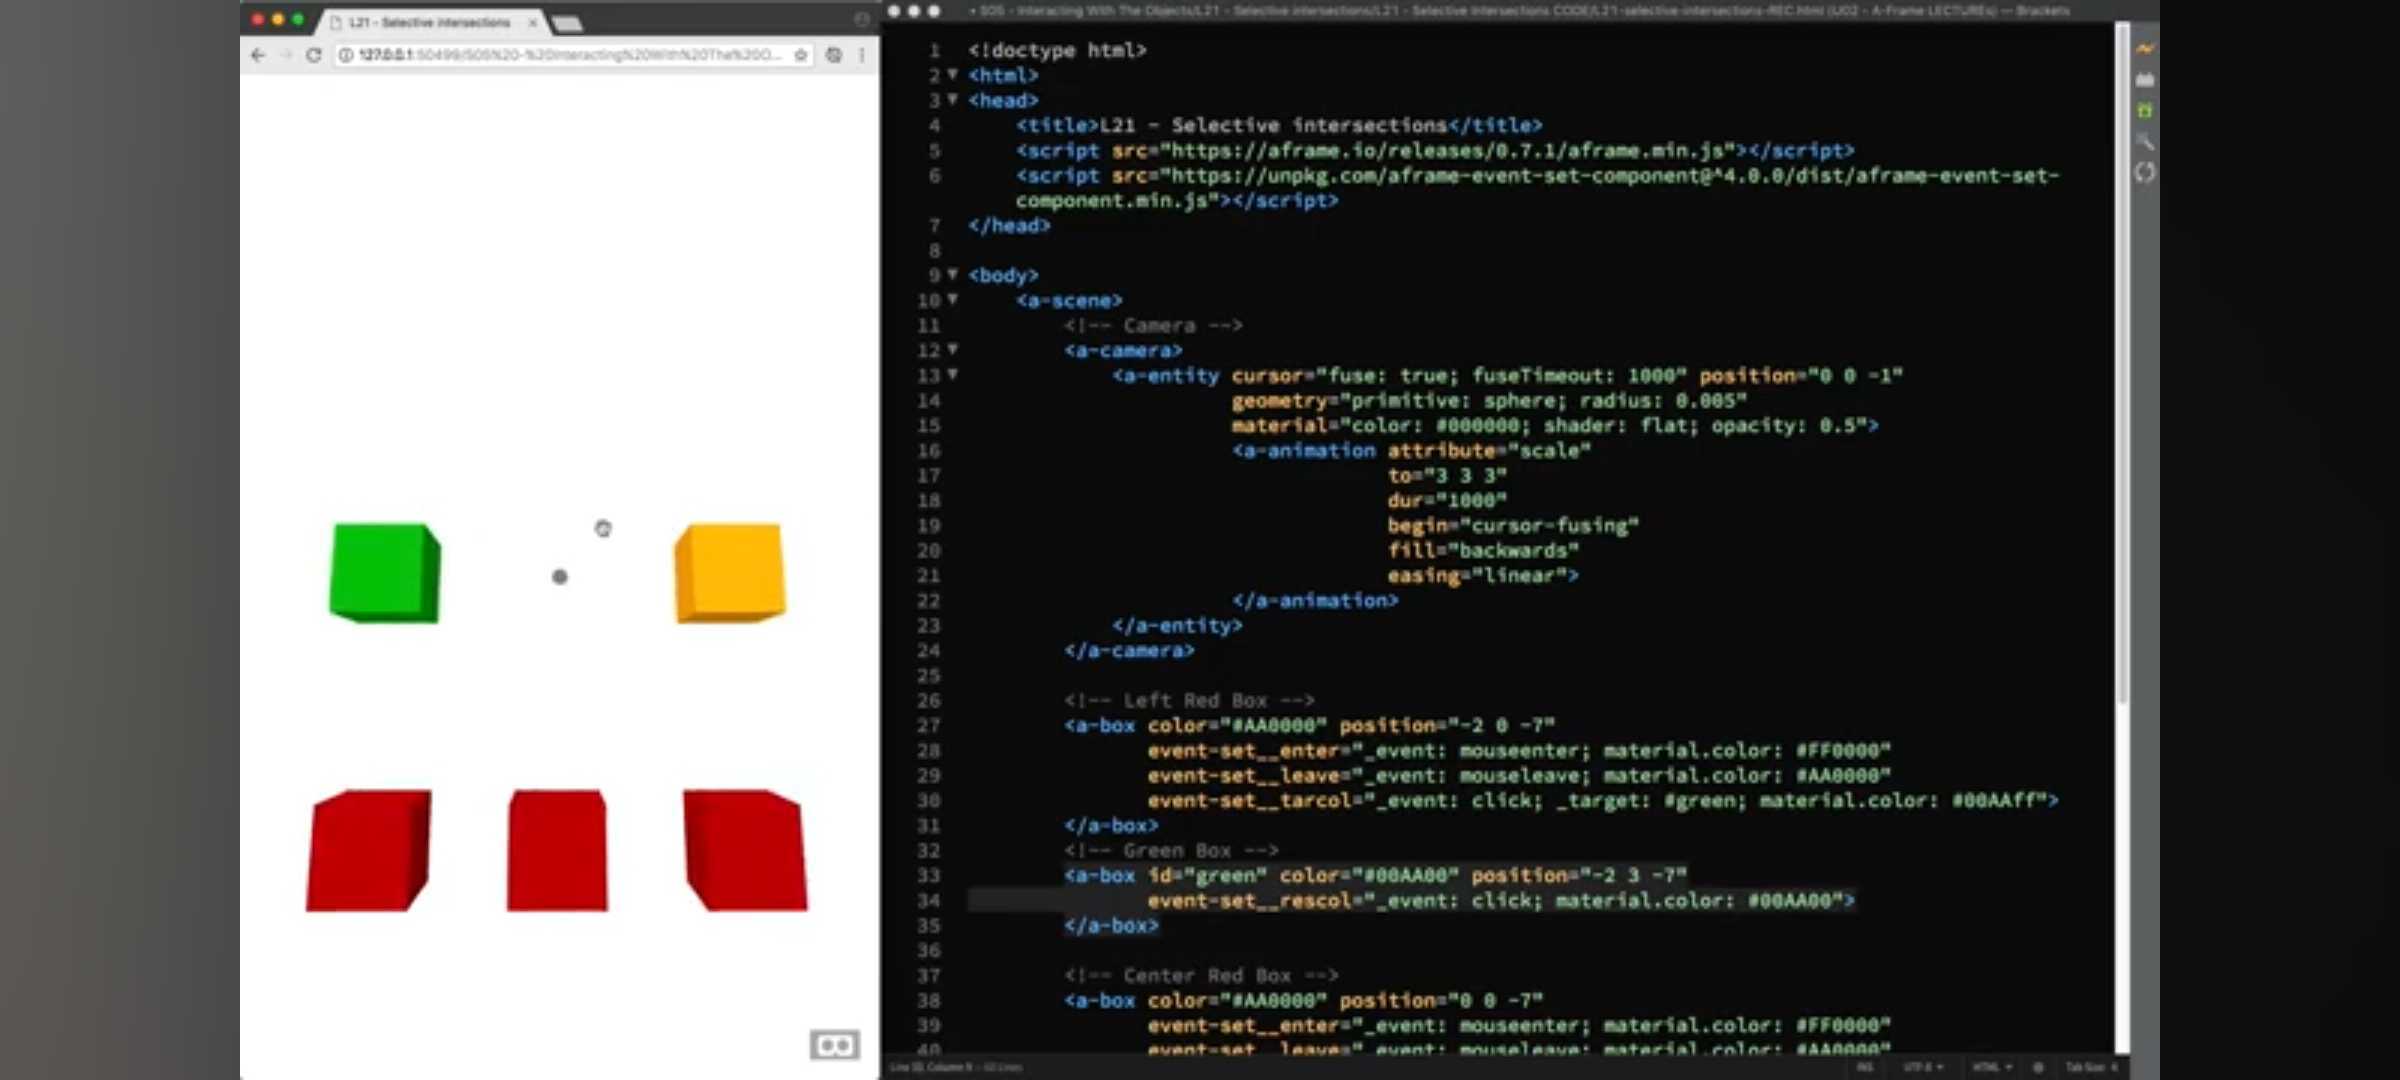 L21 - Selective intersections
127.0.0.1:50499/S05%20-%20Interacting%20With%20The%20O...
• S05 - Interacting With The Objects/L21 - Selective intersections/L21 - Selective intersections CODE/L21-selective-intersections-REC.html (U02 - A-Frame LECTUREs) — Brackets
1 <!doctype html>
2 <html>
3 <head>
4 <title>L21 - Selective intersections</title>
5 <script src="https://aframe.io/releases/0.7.1/aframe.min.js"></script>
6 <script src="https://unpkg.com/aframe-event-set-component@^4.0.0/dist/aframe-event-set-
component.min.js"></script>
7 </head>
8
9 <body>
10 <a-scene>
11 <!-- Camera -->
12 <a-camera>
13 <a-entity cursor="fuse: true; fuseTimeout: 1000" position="0 0 -1"
14 geometry="primitive: sphere; radius: 0.005"
15 material="color: #000000; shader: flat; opacity: 0.5">
16 <a-animation attribute="scale"
17 to="3 3 3"
18 dur="1000"
19 begin="cursor-fusing"
20 fill="backwards"
21 easing="linear">
22 </a-animation>
23 </a-entity>
24 </a-camera>
25
26 <!-- Left Red Box -->
27 <a-box color="#AA0000" position="-2 0 -7"
28 event-set__enter="_event: mouseenter; material.color: #FF0000"
29 event-set__leave="_event: mouseleave; material.color: #AA0000"
30 event-set__tarcol="_event: click; _target: #green; material.color: #00AAff">
31 </a-box>
32 <!-- Green Box -->
33 <a-box id="green" color="#00AA00" position="-2 3 -7"
34 event-set__rescol="_event: click; material.color: #00AA00">
35 </a-box>
36
37 <!-- Center Red Box -->
38 <a-box color="#AA0000" position="0 0 -7"
39 event-set__enter="_event: mouseenter; material.color: #FF0000"
40 event-set__leave="_event: mouseleave; material.color: #AA0000"
INS UTF-8 HTML Tab Size: 4